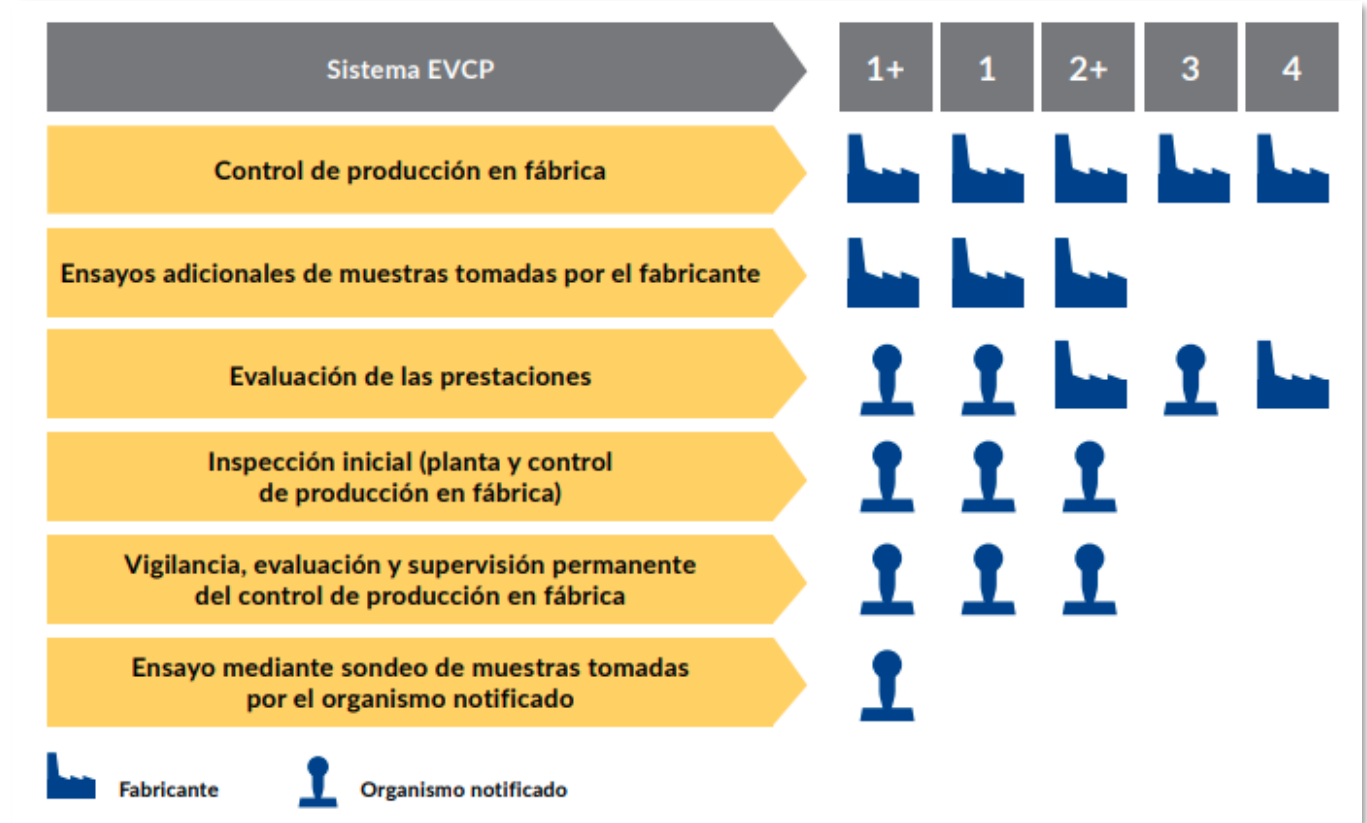 Sistema EVCP
1+ 1 2+ 3 4
Control de producción en fábrica
Ensayos adicionales de muestras tomadas por el fabricante
Evaluación de las prestaciones
Inspección inicial (planta y control
de producción en fábrica)
Vigilancia, evaluación y supervisión permanente
del control de producción en fábrica
Ensayo mediante sondeo de muestras tomadas
por el organismo notificado
Fabricante
Organismo notificado